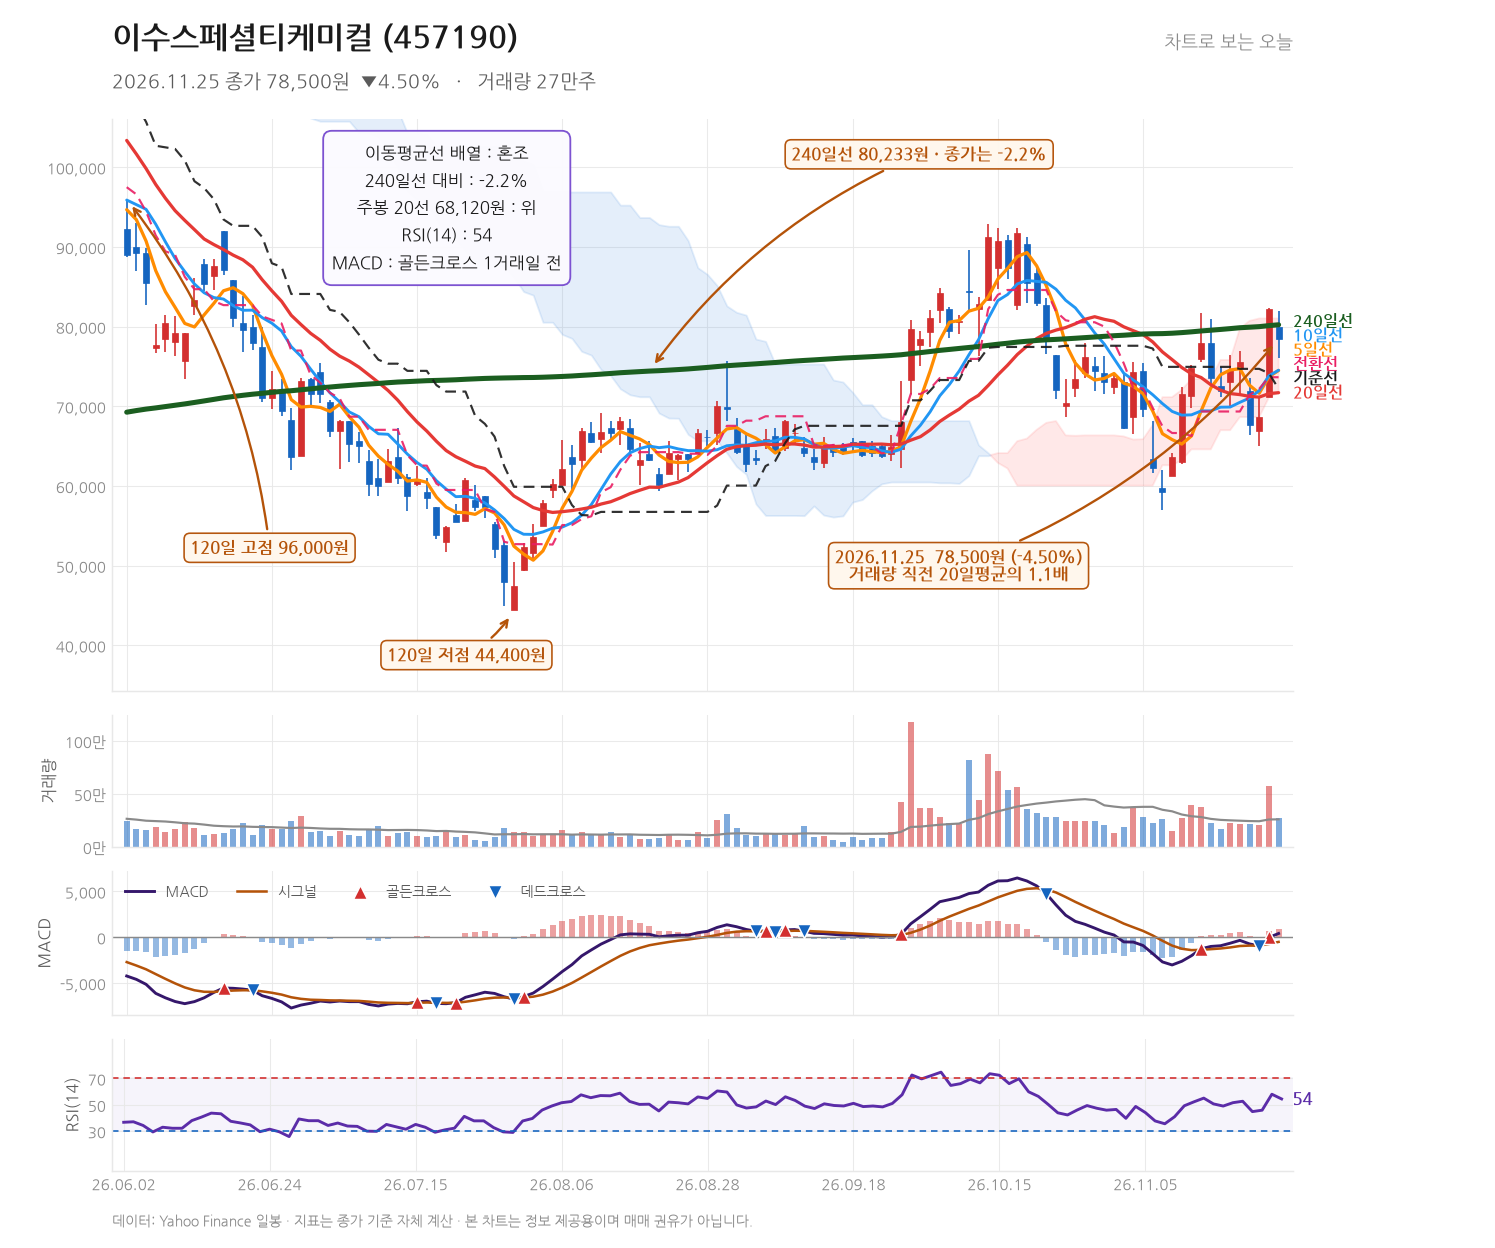 이수스페셜티케미컬 (457190)
차트로 보는 오늘
2026.11.25 종가 78,500원 ▼4.50% · 거래량 27만주
이동평균선 배열 : 혼조
240일선 대비 : -2.2%
주봉 20선 68,120원 : 위
RSI(14) : 54
MACD : 골든크로스 1거래일 전
240일선 80,233원 · 종가는 -2.2%
100,000
90,000
80,000
70,000
60,000
50,000
40,000
240일선
10일선
5일선
전환선
기준선
20일선
120일 고점 96,000원
2026.11.25 78,500원 (-4.50%)
거래량 직전 20일평균의 1.1배
120일 저점 44,400원
거래량
100만
50만
0만
MACD
MACD
시그널
골든크로스
데드크로스
5,000
0
-5,000
RSI(14)
70
50
30
54
26.06.02
26.06.24
26.07.15
26.08.06
26.08.28
26.09.18
26.10.15
26.11.05
데이터: Yahoo Finance 일봉 · 지표는 종가 기준 자체 계산 · 본 차트는 정보 제공용이며 매매 권유가 아닙니다.